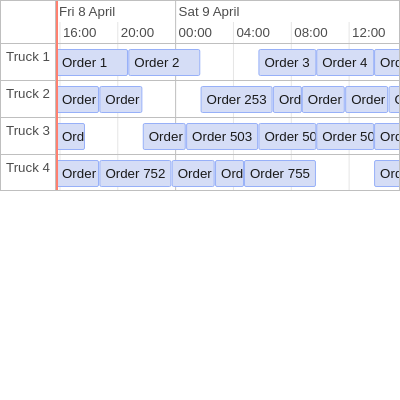 Fri 8 April Sat 9 April
16:00 20:00 00:00 04:00 08:00 12:00
Truck 1 Order 1 Order 2 Order 3 Order 4 Ord
Truck 2 Order Order Order 253 Ord Order Order
Truck 3 Ord Order Order 503 Order 50 Order 50 Ord
Truck 4 Order Order 752 Order Ord Order 755 Ord